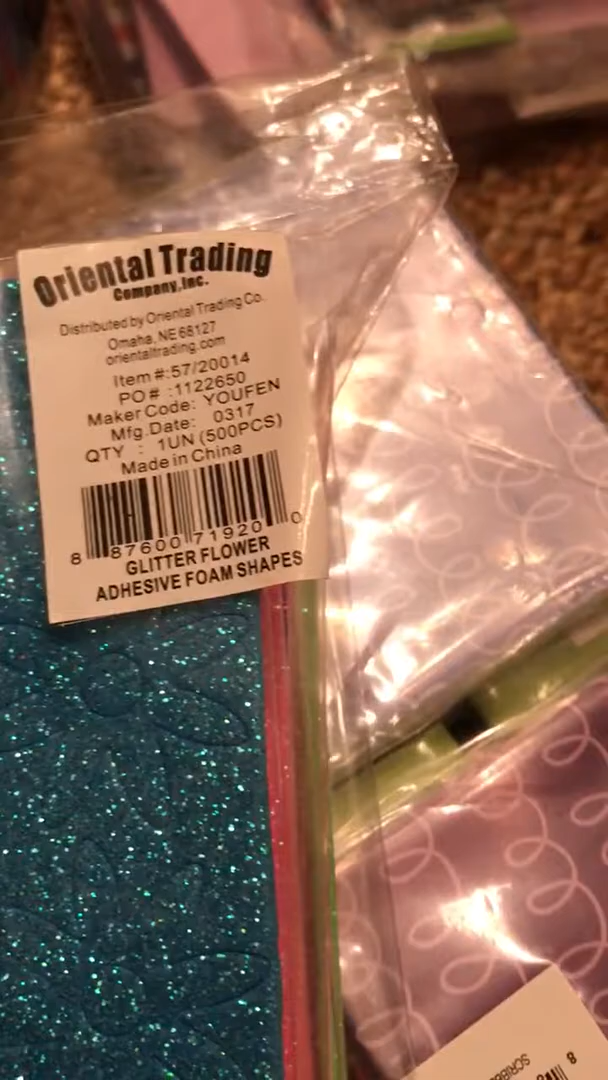 Oriental Trading
Company, Inc.
Distributed by Oriental Trading Co.
Omaha, NE 68127
orientaltrading.com
Item #:57/20014
PO # :1122650
Maker Code: YOUFEN
Mfg.Date: 0317
QTY : 1UN (500PCS)
Made in China
8 87600 71920 0
GLITTER FLOWER
ADHESIVE FOAM SHAPES
8